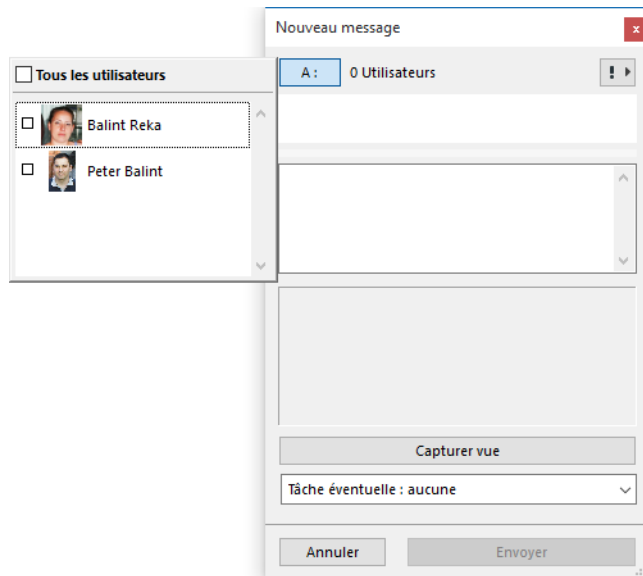 Nouveau message
x
Tous les utilisateurs
A :
0 Utilisateurs
!
Balint Reka
Peter Balint
Capturer vue
Tâche éventuelle : aucune
Annuler
Envoyer